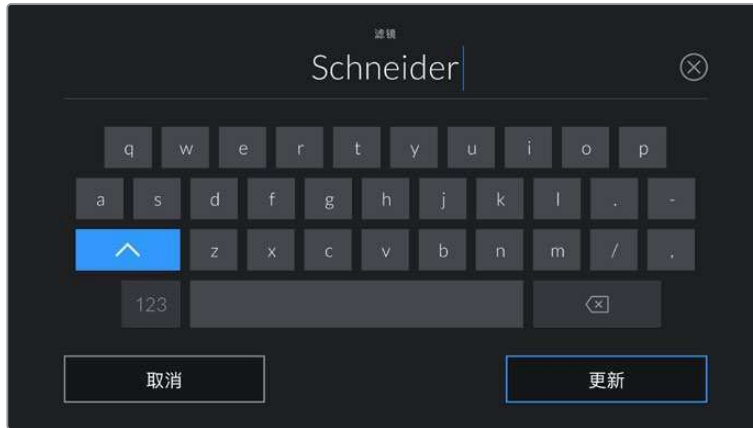 滤镜
Schneider
q w e r t y u i o p
a s d f g h j k l . -
z x c v b n m / ,
123
取消 更新